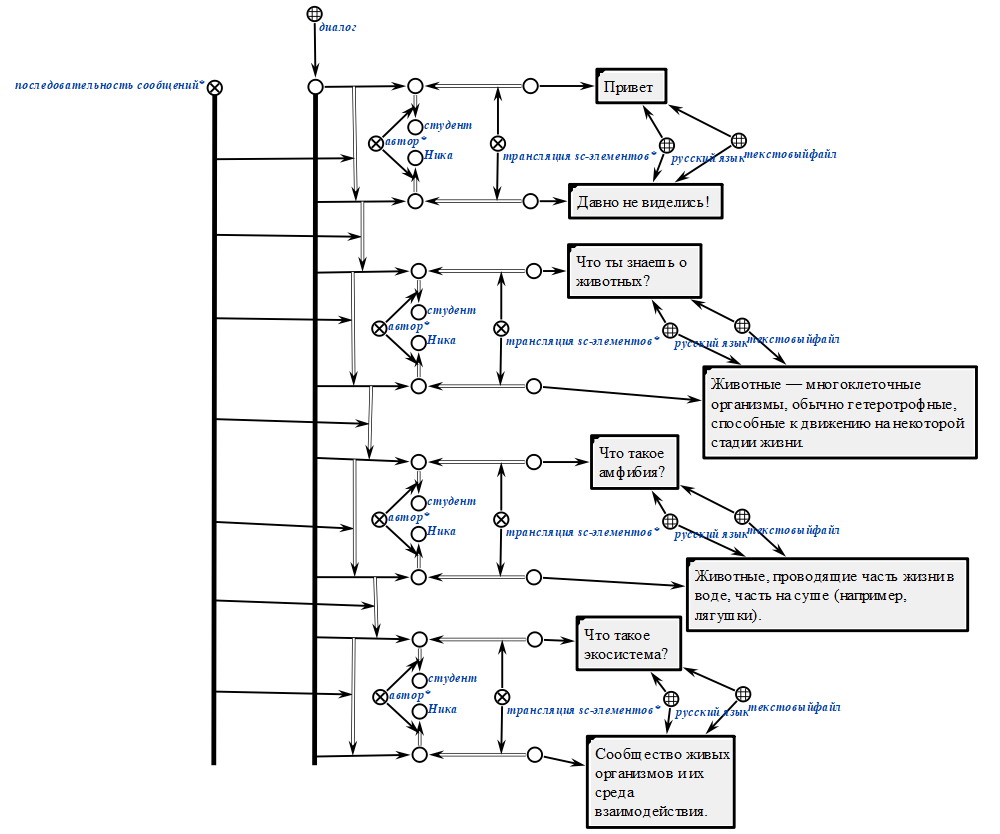 диалог
последовательность сообщений*
Привет
студент
автор*
Ника
трансляция sc-элементов*
русский язык
текстовыйфайл
Давно не виделись!
Что ты знаешь о
животных?
студент
автор*
Ника
трансляция sc-элементов*
русский язык
текстовыйфайл
Животные — многоклеточные
организмы, обычно гетеротрофные,
способные к движению на некоторой
стадии жизни.
Что такое
амфибия?
студент
автор*
Ника
трансляция sc-элементов*
русский язык
текстовыйфайл
Животные, проводящие часть жизни в
воде, часть на суше (например,
лягушки).
Что такое
экосистема?
студент
автор*
Ника
трансляция sc-элементов*
русский язык
текстовыйфайл
Сообщество живых
организмов и их
среда
взаимодействия.